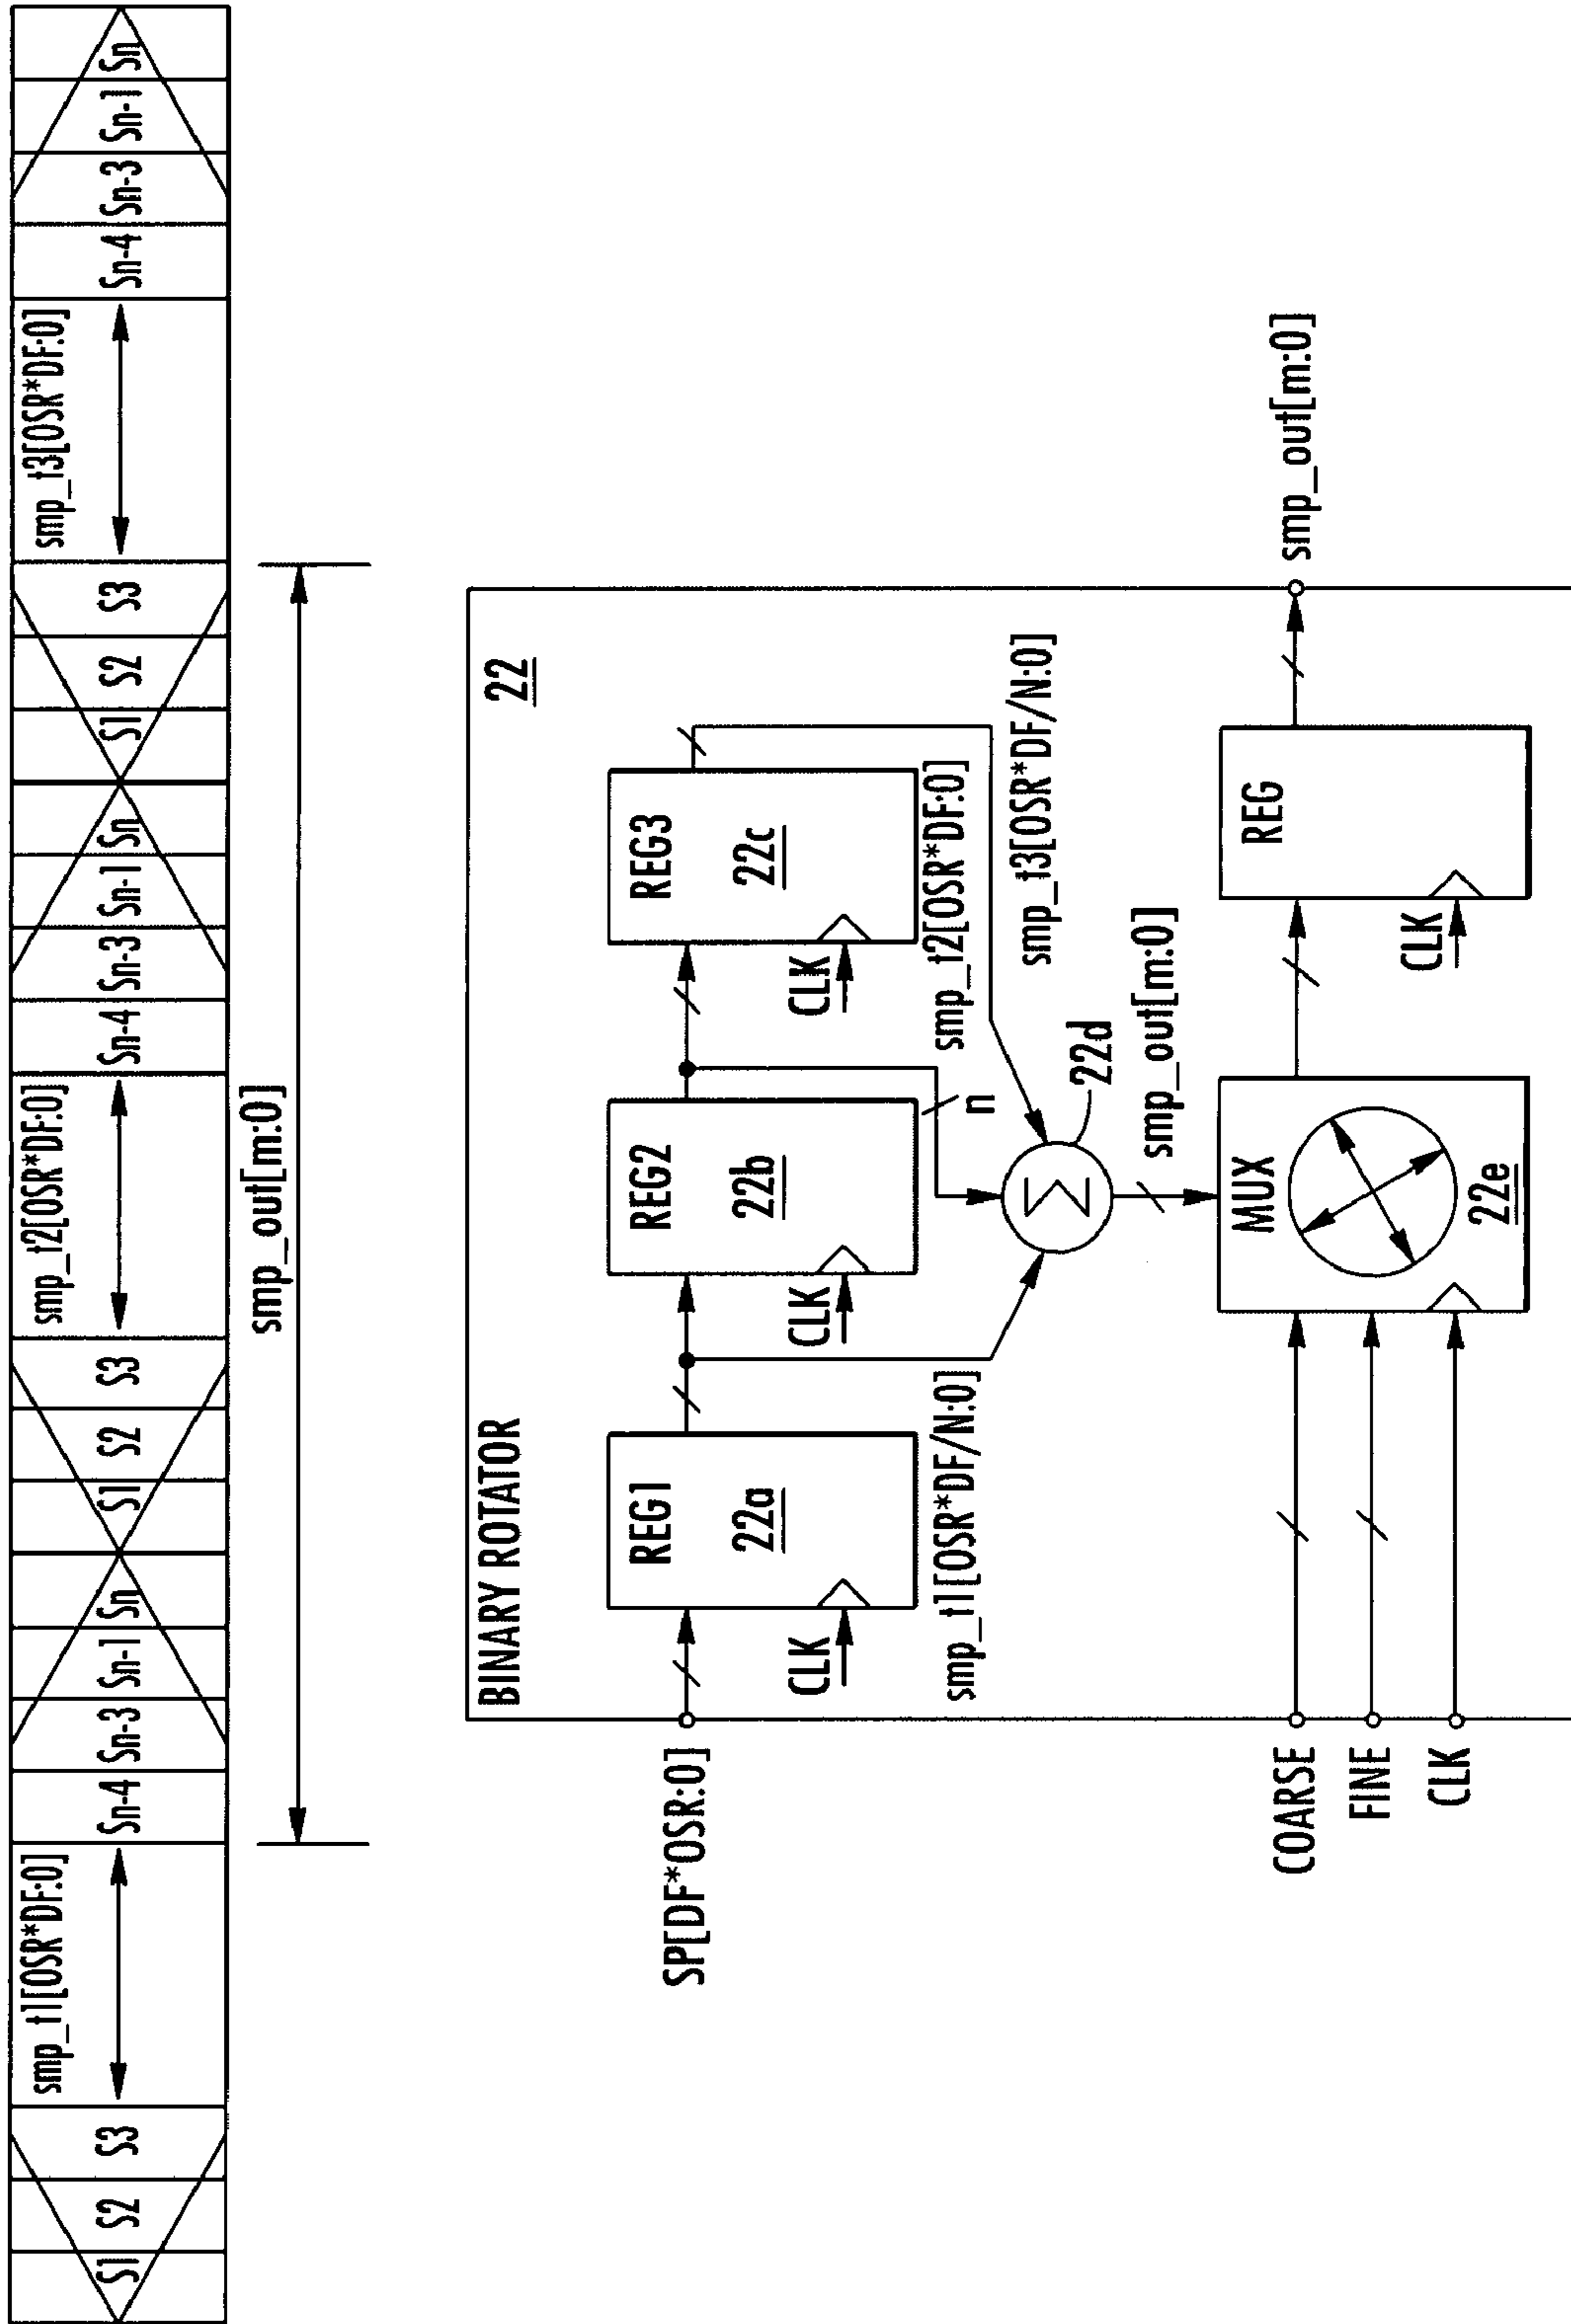 S1 S2 S3
smp_t1[OSR*DF:0]
Sn-4 Sn-3 Sn-1 Sn
S1 S2 S3
smp_t2[OSR*DF:0]
Sn-4 Sn-3 Sn-1 Sn
S1 S2 S3
smp_t3[OSR*DF:0]
Sn-4 Sn-3 Sn-1 Sn
smp_out[m:0]
BINARY ROTATOR
22
SP[DF*OSR:0]
REG1
22a
CLK
REG2
22b
CLK
REG3
22c
CLK
smp_t1[OSR*DF/N:0]
n
smp_t2[OSR*DF:0]
smp_t3[OSR*DF/N:0]
Σ
22d
smp_out[m:0]
COARSE
FINE
CLK
MUX
22e
REG
CLK
smp_out[m:0]